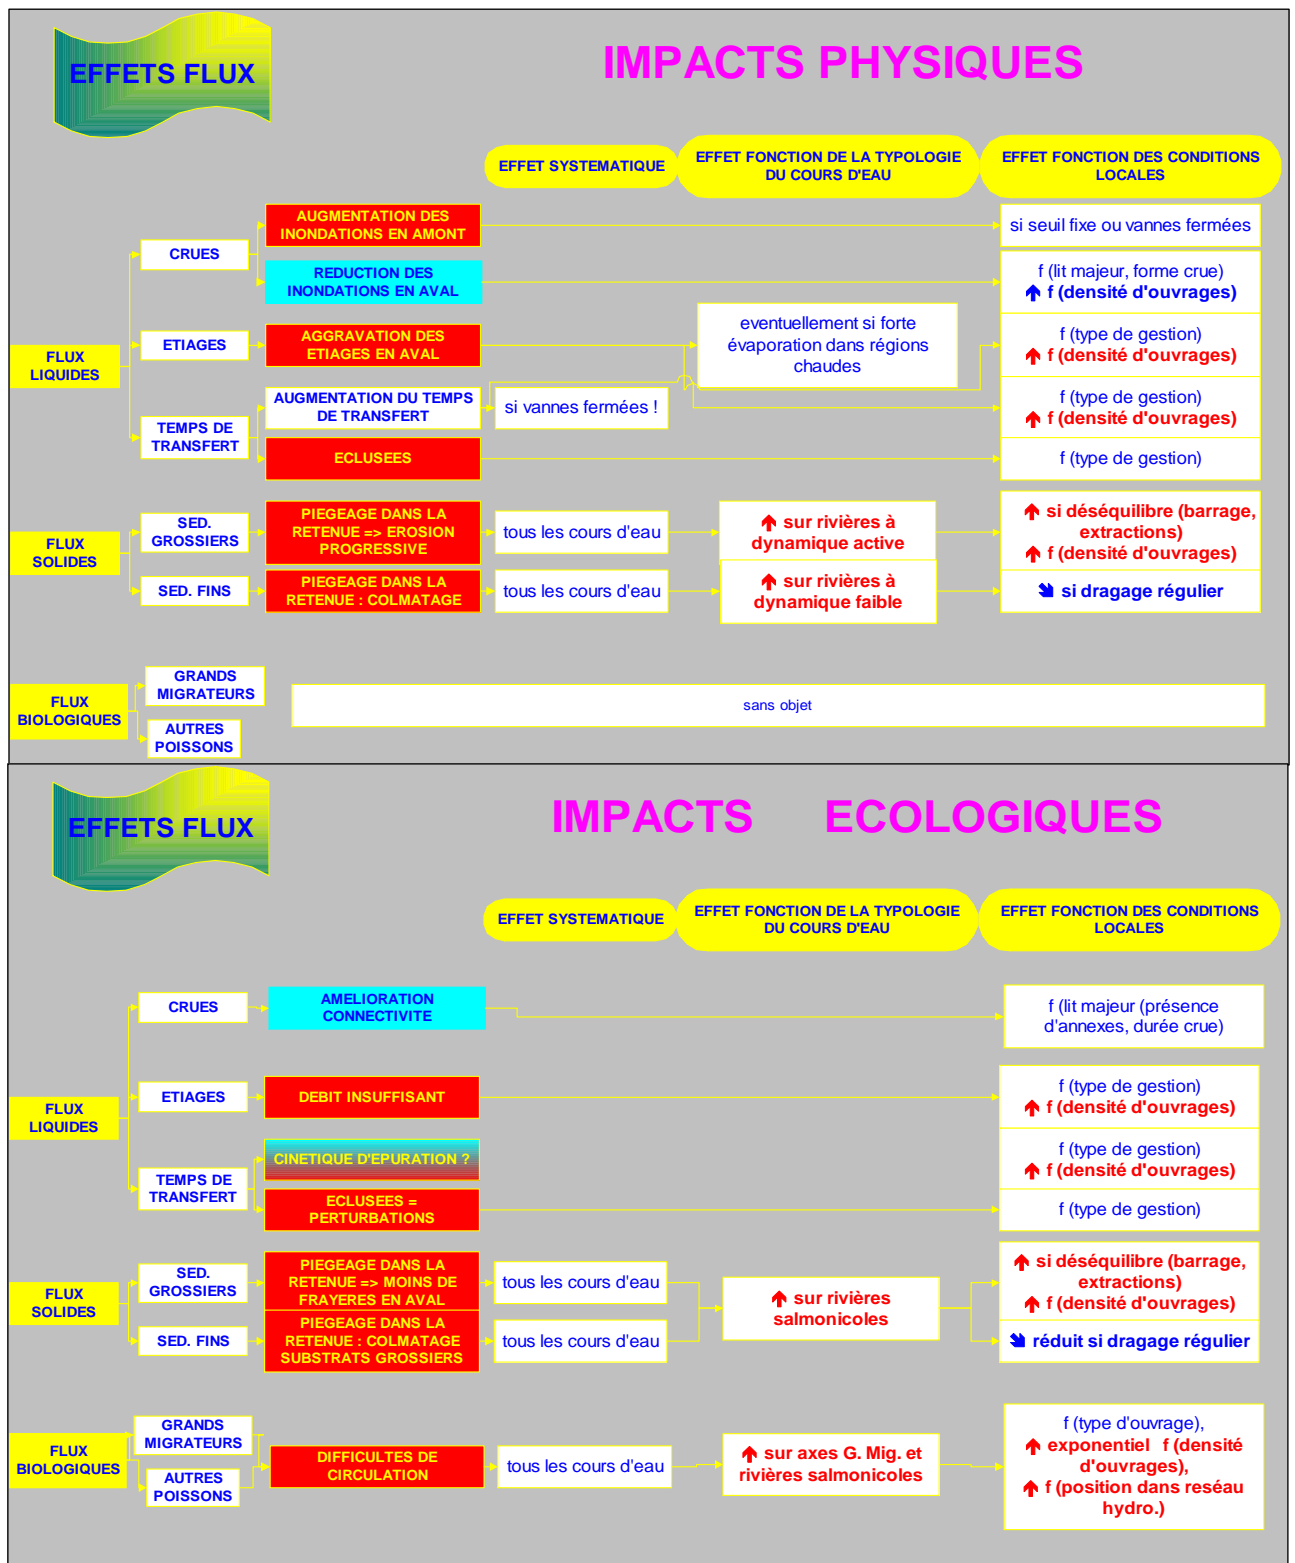 EFFETS FLUX
IMPACTS PHYSIQUES
EFFET SYSTEMATIQUE
EFFET FONCTION DE LA TYPOLOGIE
DU COURS D'EAU
EFFET FONCTION DES CONDITIONS
LOCALES
FLUX
LIQUIDES
CRUES
AUGMENTATION DES
INONDATIONS EN AMONT
si seuil fixe ou vannes fermées
REDUCTION DES
INONDATIONS EN AVAL
f (lit majeur, forme crue)
🡹 f (densité d'ouvrages)
ETIAGES
AGGRAVATION DES
ETIAGES EN AVAL
eventuellement si forte
évaporation dans régions
chaudes
f (type de gestion)
🡹 f (densité d'ouvrages)
TEMPS DE
TRANSFERT
AUGMENTATION DU TEMPS
DE TRANSFERT
si vannes fermées !
f (type de gestion)
🡹 f (densité d'ouvrages)
ECLUSEES
f (type de gestion)
FLUX
SOLIDES
SED.
GROSSIERS
PIEGEAGE DANS LA
RETENUE => EROSION
PROGRESSIVE
tous les cours d'eau
🡹 sur rivières à
dynamique active
🡹 si déséquilibre (barrage,
extractions)
🡹 f (densité d'ouvrages)
SED. FINS
PIEGEAGE DANS LA
RETENUE : COLMATAGE
tous les cours d'eau
🡹 sur rivières à
dynamique faible
🡾 si dragage régulier
FLUX
BIOLOGIQUES
GRANDS
MIGRATEURS
AUTRES
POISSONS
sans objet
EFFETS FLUX
IMPACTS ECOLOGIQUES
EFFET SYSTEMATIQUE
EFFET FONCTION DE LA TYPOLOGIE
DU COURS D'EAU
EFFET FONCTION DES CONDITIONS
LOCALES
FLUX
LIQUIDES
CRUES
AMELIORATION
CONNECTIVITE
f (lit majeur (présence
d'annexes, durée crue)
ETIAGES
DEBIT INSUFFISANT
f (type de gestion)
🡹 f (densité d'ouvrages)
TEMPS DE
TRANSFERT
CINETIQUE D'EPURATION ?
f (type de gestion)
🡹 f (densité d'ouvrages)
ECLUSEES =
PERTURBATIONS
f (type de gestion)
FLUX
SOLIDES
SED.
GROSSIERS
PIEGEAGE DANS LA
RETENUE => MOINS DE
FRAYERES EN AVAL
tous les cours d'eau
🡹 sur rivières
salmonicoles
🡹 si déséquilibre (barrage,
extractions)
🡹 f (densité d'ouvrages)
SED. FINS
PIEGEAGE DANS LA
RETENUE : COLMATAGE
SUBSTRATS GROSSIERS
tous les cours d'eau
🡾 réduit si dragage régulier
FLUX
BIOLOGIQUES
GRANDS
MIGRATEURS
AUTRES
POISSONS
DIFFICULTES DE
CIRCULATION
tous les cours d'eau
🡹 sur axes G. Mig. et
rivières salmonicoles
f (type d'ouvrage),
🡹 exponentiel f (densité
d'ouvrages),
🡹 f (position dans reséau
hydro.)